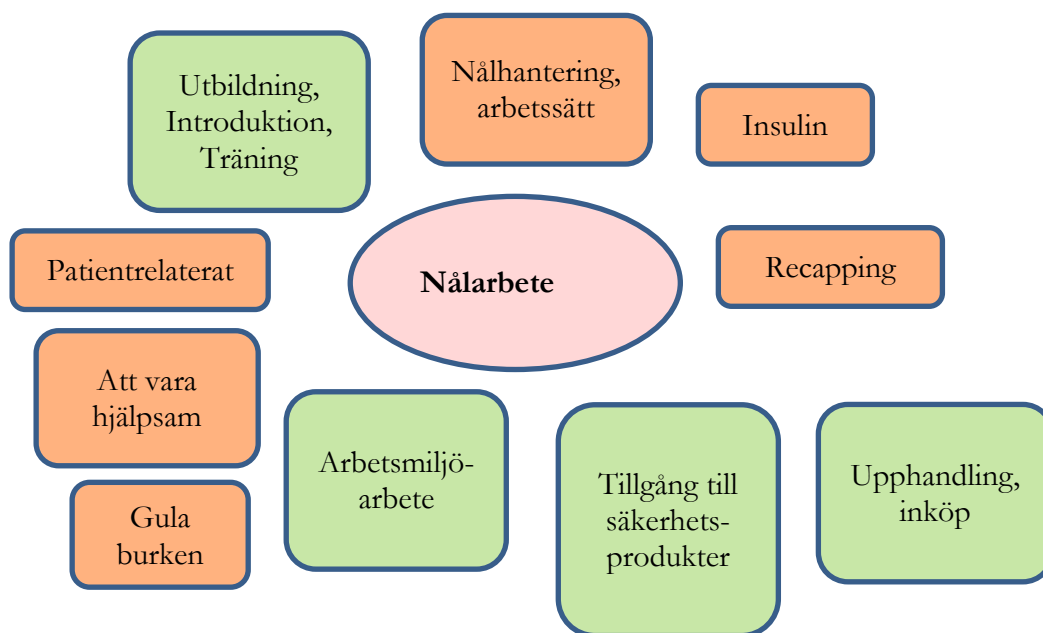 Utbildning,
Introduktion,
Träning
Nålhantering,
arbetssätt
Insulin
Patientrelaterat
Nålarbete
Recapping
Att vara
hjälpsam
Arbetsmiljö-
arbete
Tillgång till
säkerhets-
produkter
Upphandling,
inköp
Gula
burken